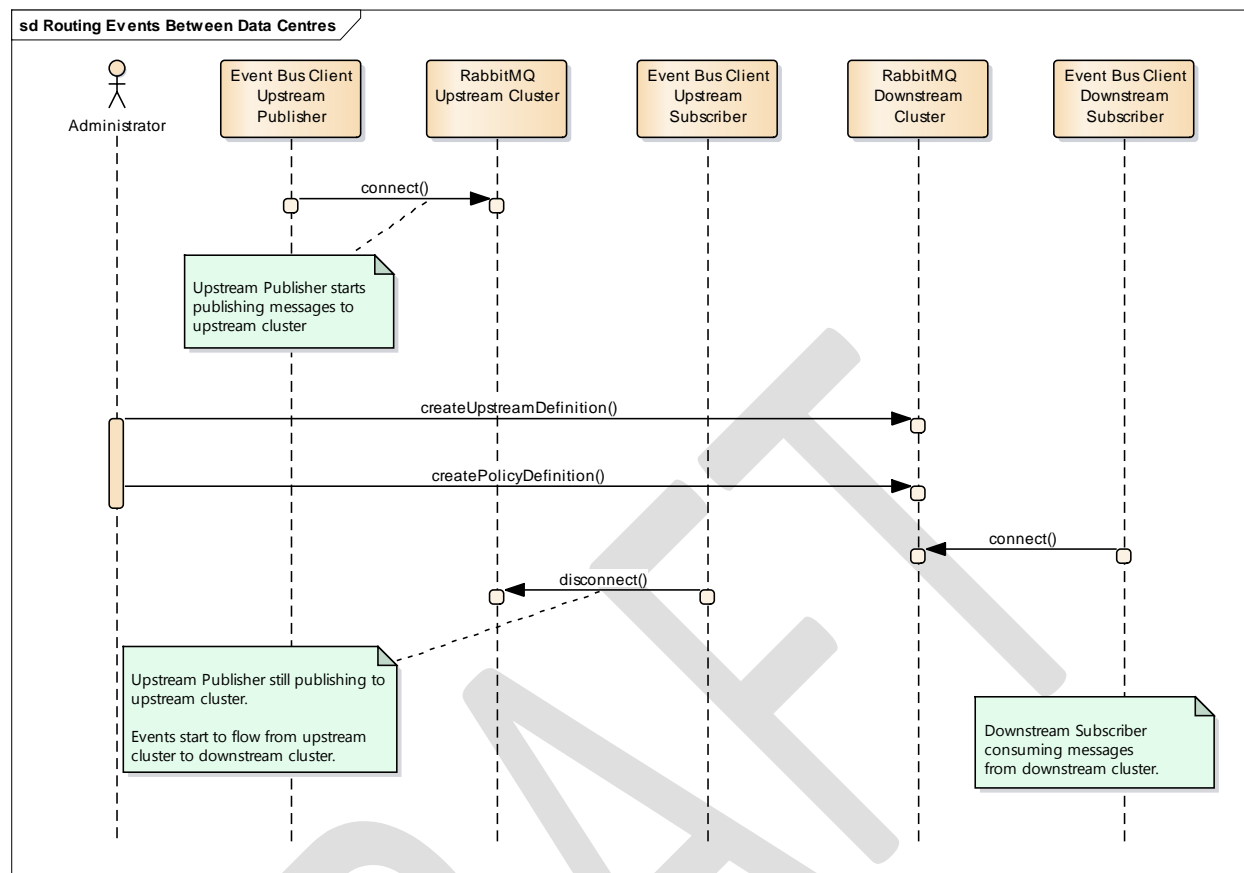 sd Routing Events Between Data Centres
Administrator
Event Bus Client
Upstream
Publisher
RabbitMQ
Upstream Cluster
Event Bus Client
Upstream
Subscriber
RabbitMQ
Downstream
Cluster
Event Bus Client
Downstream
Subscriber
connect()
Upstream Publisher starts
publishing messages to
upstream cluster
createUpstreamDefinition()
createPolicyDefinition()
connect()
disconnect()
Upstream Publisher still publishing to
upstream cluster.
Events start to flow from upstream
cluster to downstream cluster.
Downstream Subscriber
consuming messages
from downstream cluster.
RAFT